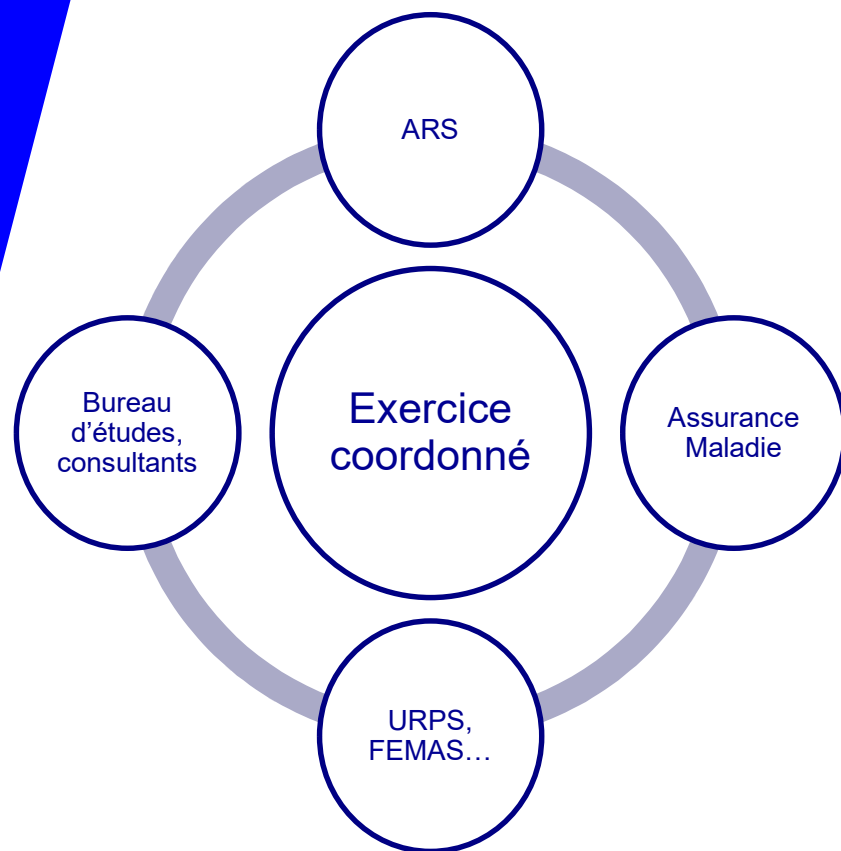 ARS
Bureau
d’études,
consultants
Exercice
coordonné
Assurance
Maladie
URPS,
FEMAS…